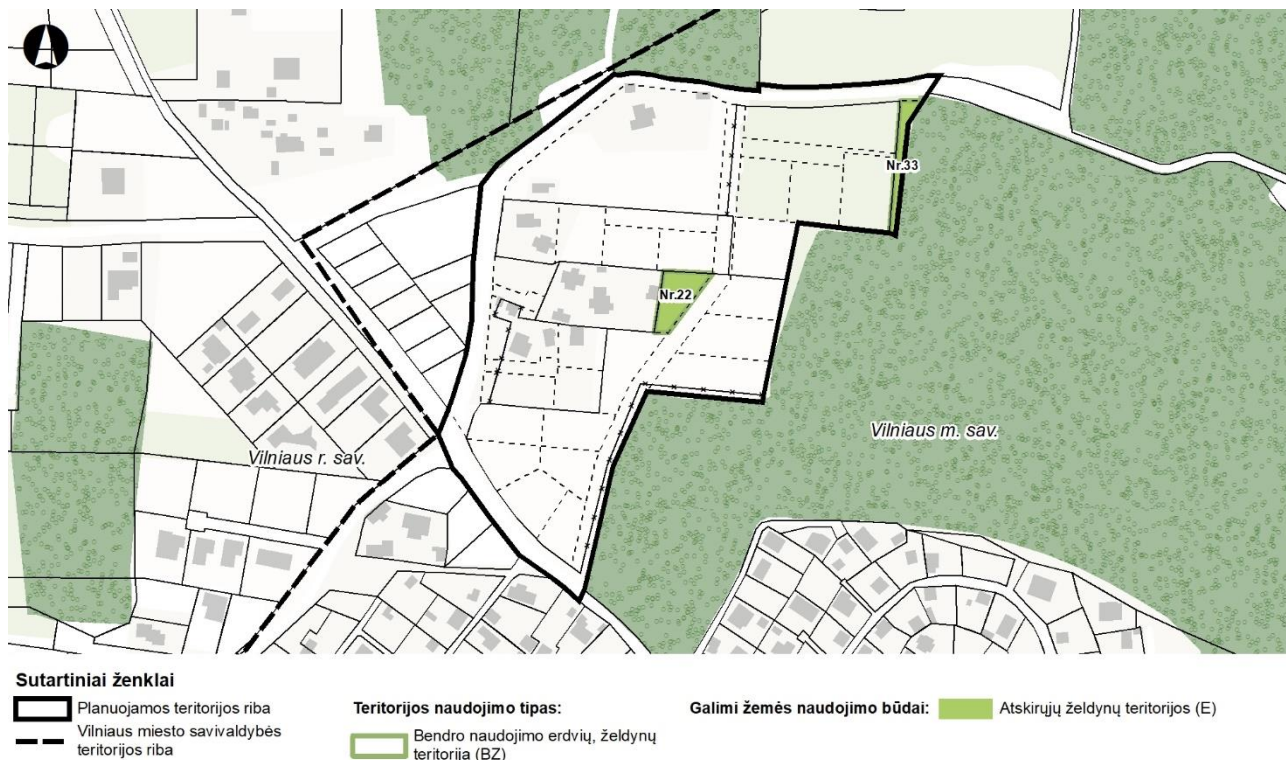 Nr.33
Nr.22
Vilniaus m. sav.
Vilniaus r. sav.
Sutartiniai ženklai
Planuojamos teritorijos riba
Vilniaus miesto savivaldybės
teritorijos riba
Teritorijos naudojimo tipas:
Bendro naudojimo erdvių, želdynų
teritorija (BZ)
Galimi žemės naudojimo būdai:
Atskirųjų želdynų teritorijos (E)